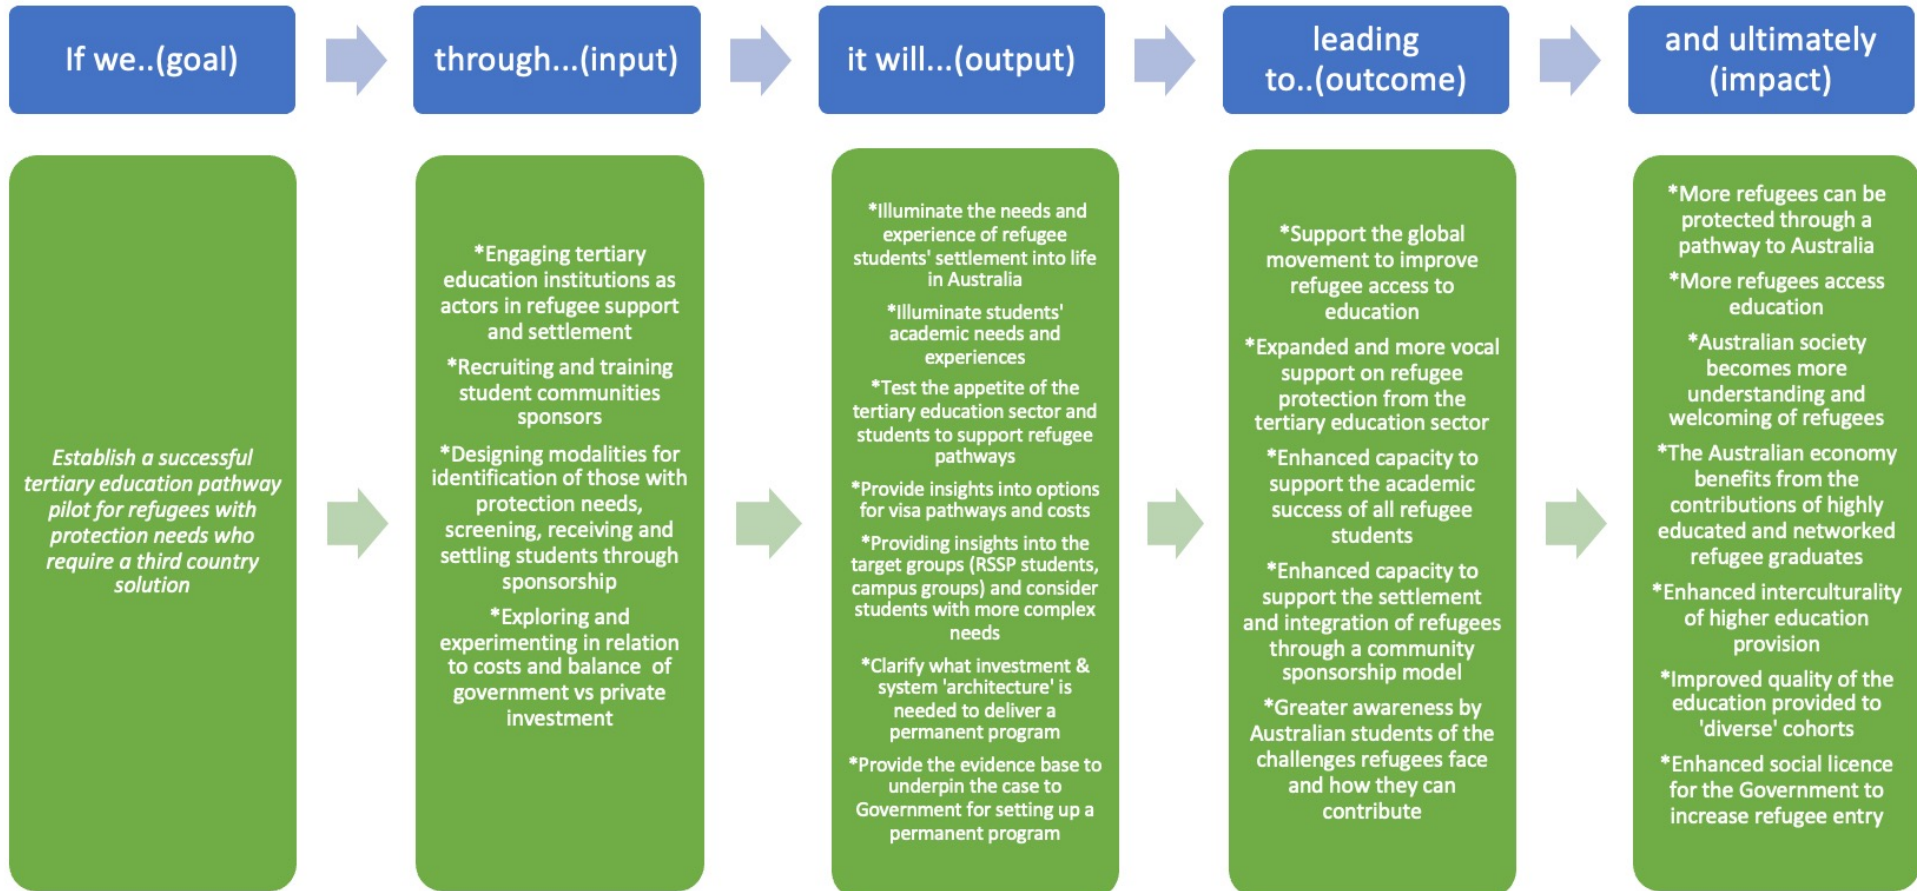 If we..(goal)
through...(input)
it will...(output)
leading
to..(outcome)
and ultimately
(impact)
Establish a successful
tertiary education pathway
pilot for refugees with
protection needs who
require a third country
solution
*Engaging tertiary
education institutions as
actors in refugee support
and settlement
*Recruiting and training
student communities
sponsors
*Designing modalities for
identification of those with
protection needs,
screening, receiving and
settling students through
sponsorship
*Exploring and
experimenting in relation
to costs and balance of
government vs private
investment
*Illuminate the needs and
experience of refugee
students' settlement into life
in Australia
*Illuminate students'
academic needs and
experiences
*Test the appetite of the
tertiary education sector and
students to support refugee
pathways
*Provide insights into options
for visa pathways and costs
*Providing insights into the
target groups (RSSP students,
campus groups) and consider
students with more complex
needs
*Clarify what investment &
system 'architecture' is
needed to deliver a
permanent program
*Provide the evidence base to
underpin the case to
Government for setting up a
permanent program
*Support the global
movement to improve
refugee access to
education
*Expanded and more vocal
support on refugee
protection from the
tertiary education sector
*Enhanced capacity to
support the academic
success of all refugee
students
*Enhanced capacity to
support the settlement
and integration of refugees
through a community
sponsorship model
*Greater awareness by
Australian students of the
challenges refugees face
and how they can
contribute
*More refugees can be
protected through a
pathway to Australia
*More refugees access
education
*Australian society
becomes more
understanding and
welcoming of refugees
*The Australian economy
benefits from the
contributions of highly
educated and networked
refugee graduates
*Enhanced interculturality
of higher education
provision
*Improved quality of the
education provided to
'diverse' cohorts
*Enhanced social licence
for the Government to
increase refugee entry